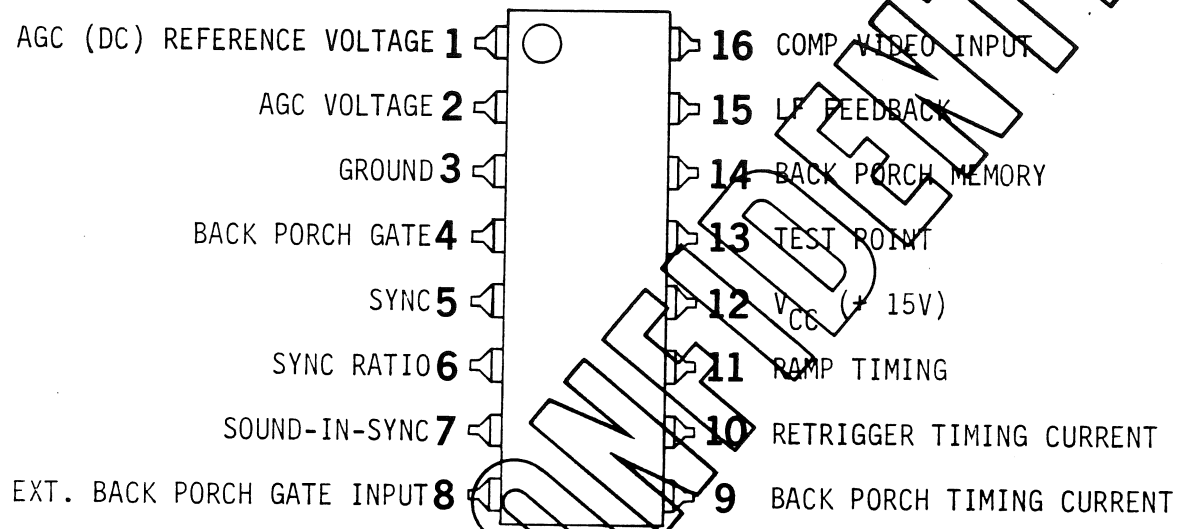 AGC (DC) REFERENCE VOLTAGE 1
AGC VOLTAGE 2
GROUND 3
BACK PORCH GATE 4
SYNC 5
SYNC RATIO 6
SOUND-IN-SYNC 7
EXT. BACK PORCH GATE INPUT 8
16 COMP VIDEO INPUT
15 LF FEEDBACK
14 BACK PORCH MEMORY
13 TEST POINT
12 VCC (+ 15V)
11 RAMP TIMING
10 RETRIGGER TIMING CURRENT
9 BACK PORCH TIMING CURRENT